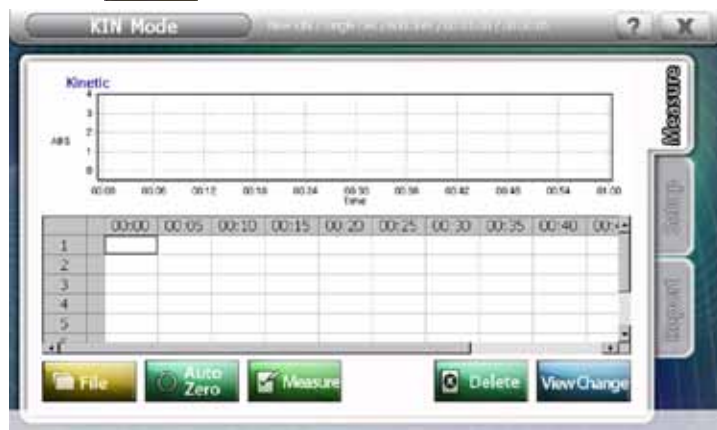 KIN Mode
? X
Kinetic
4
3
2
1
0
ABS
00:00 00:06 00:12 00:18 00:24 00:30 00:36 00:42 00:48 00:54 01:00
Time
00:00 00:05 00:10 00:15 00:20 00:25 00:30 00:35 00:40
1
2
3
4
5
File
Auto Zero
Measure
Delete
View Change
Measure
Setup
Report